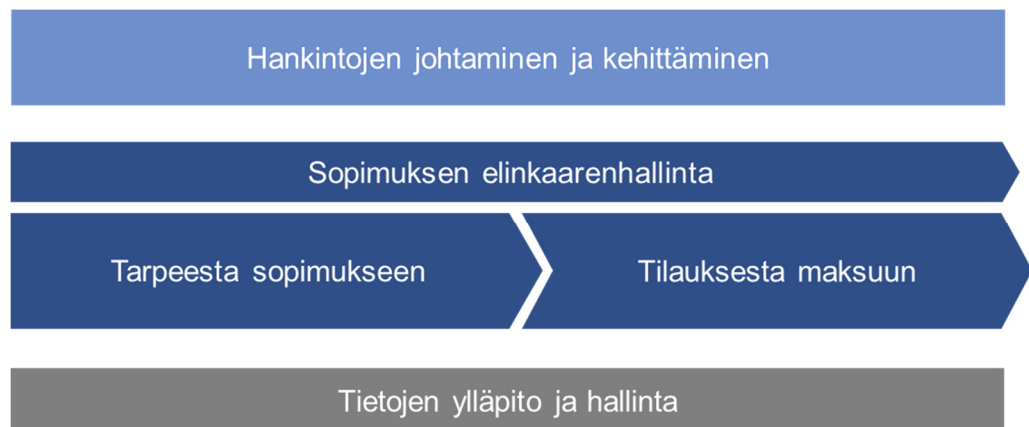 Hankintojen johtaminen ja kehittäminen
Sopimuksen elinkaarenhallinta
Tarpeesta sopimukseen
Tilauksesta maksuun
Tietojen ylläpito ja hallinta